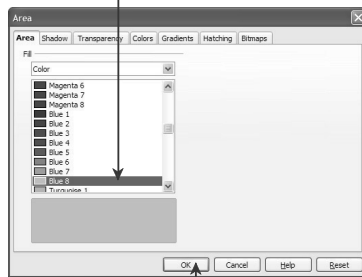 Area
Area Shadow Transparency Colors Gradients Hatching Bitmaps
Fill
Color
Magenta 6
Magenta 7
Magenta 8
Blue 1
Blue 2
Blue 3
Blue 4
Blue 5
Blue 6
Blue 7
Blue 8
Turquoise 1
OK Cancel Help Reset